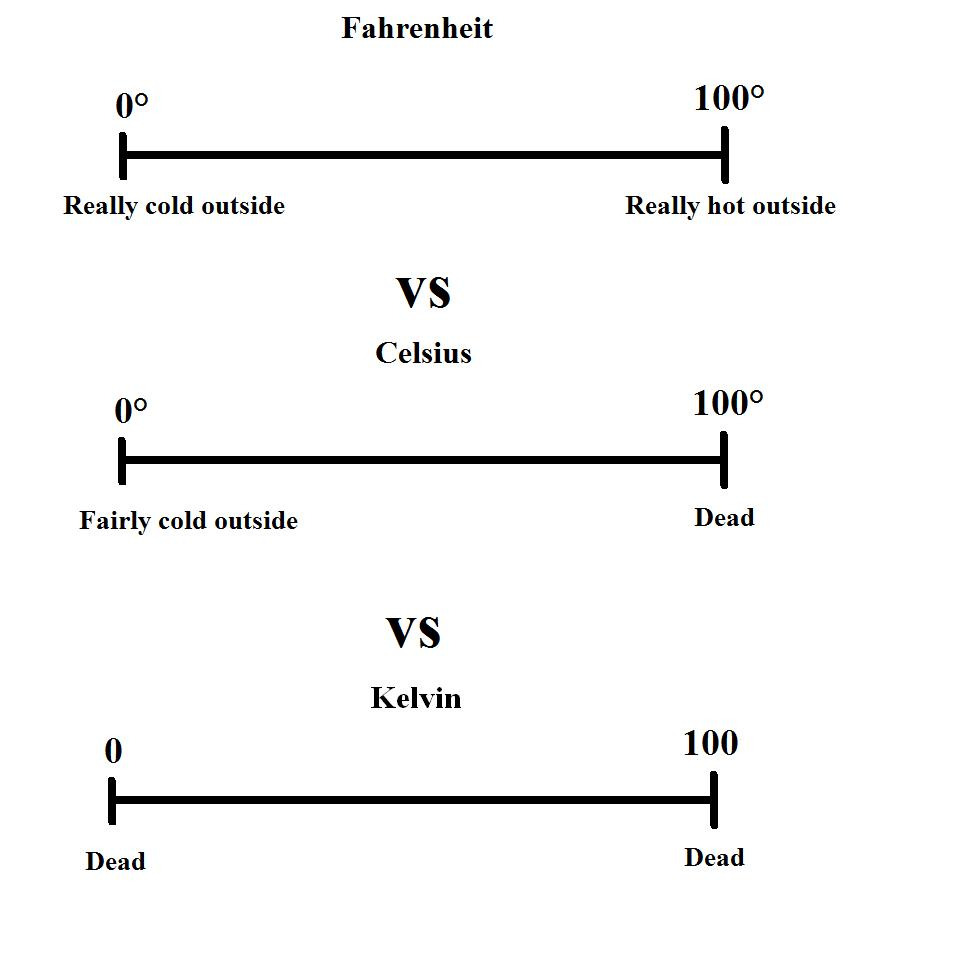 Fahrenheit
0° 100°
Really cold outside Really hot outside
vs
Celsius
0° 100°
Fairly cold outside Dead
vs
Kelvin
0 100
Dead Dead